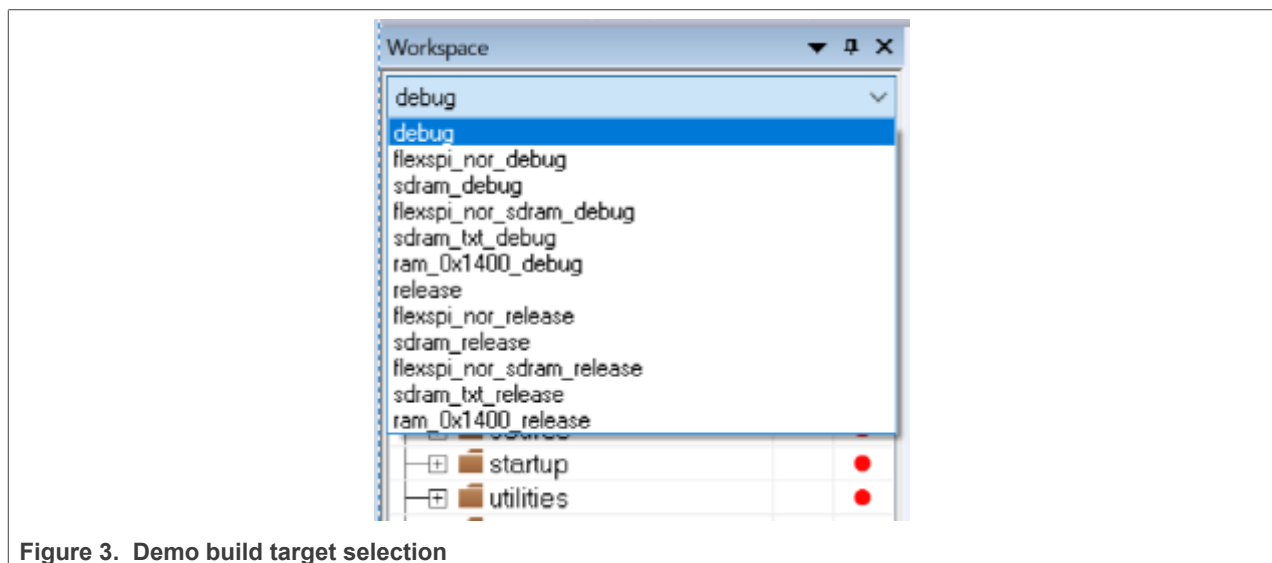 Workspace
debug
debug
flexspi_nor_debug
sdram_debug
flexspi_nor_sdram_debug
sdram_txt_debug
ram_0x1400_debug
release
flexspi_nor_release
sdram_release
flexspi_nor_sdram_release
sdram_txt_release
ram_0x1400_release
startup
utilities
Figure 3. Demo build target selection